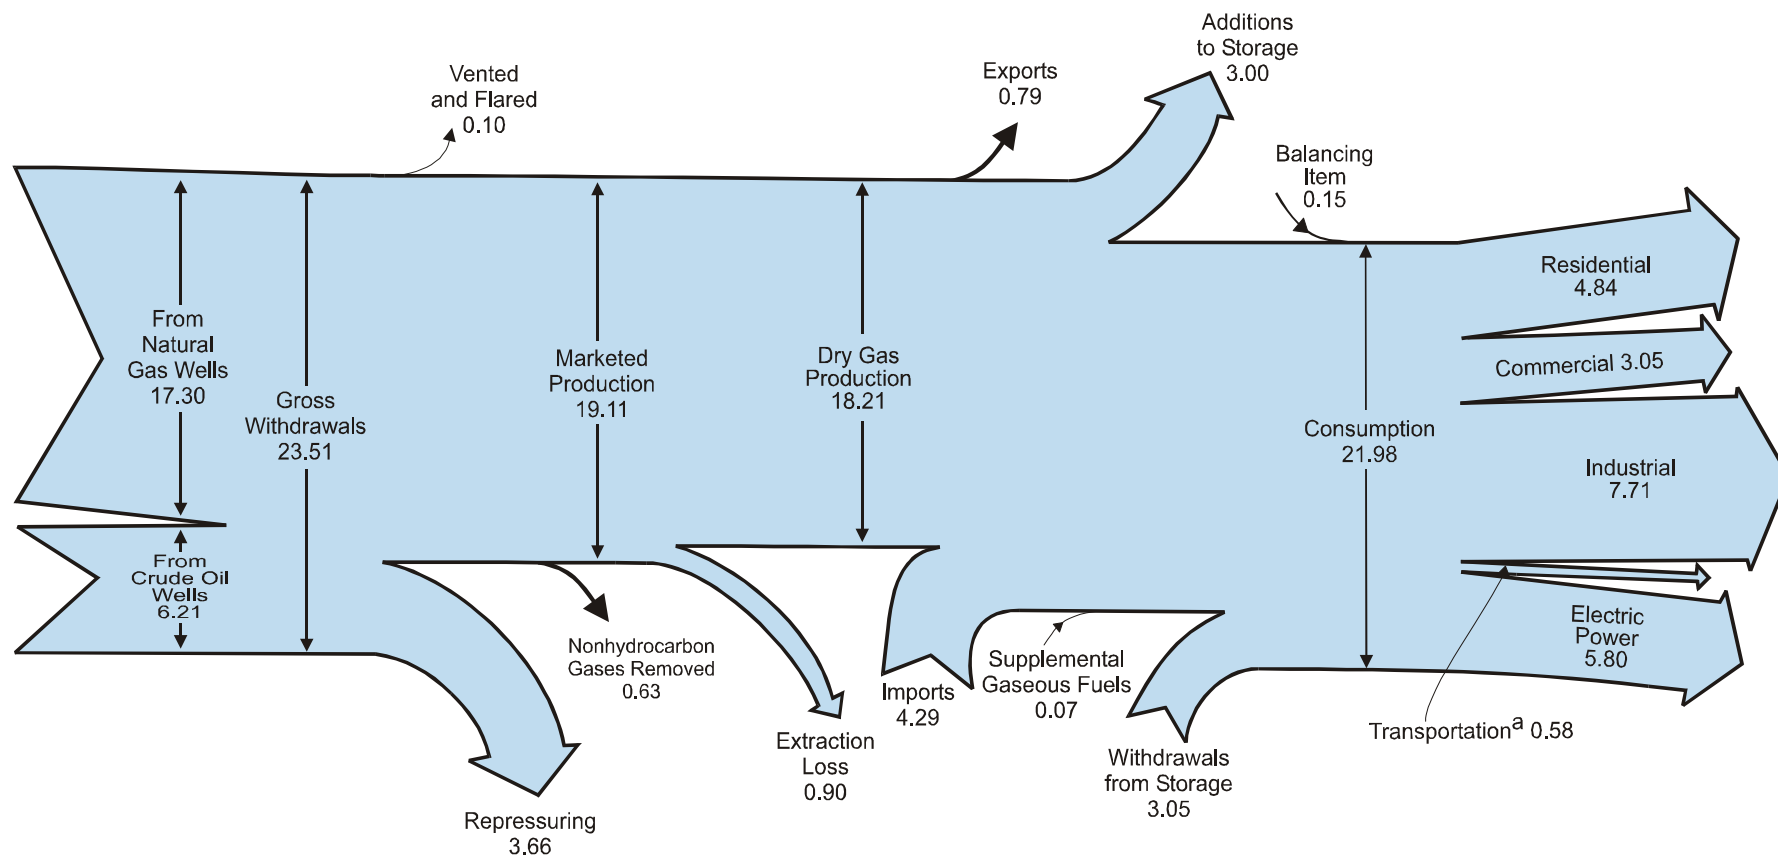 Additions
to Storage
3.00
Vented
and Flared
0.10
Exports
0.79
Balancing
Item
0.15
From
Natural
Gas Wells
17.30
Gross
Withdrawals
23.51
Marketed
Production
19.11
Dry Gas
Production
18.21
Consumption
21.98
Residential
4.84
Commercial 3.05
Industrial
7.71
From
Crude Oil
Wells
6.21
Electric
Power
5.80
Nonhydrocarbon
Gases Removed
0.63
Imports
4.29
Supplemental
Gaseous Fuels
0.07
Transportationᵃ 0.58
Extraction
Loss
0.90
Withdrawals
from Storage
3.05
Repressuring
3.66